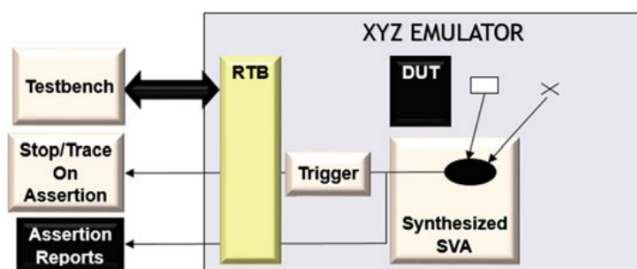 XYZ EMULATOR
Testbench
RTB
DUT
Stop/Trace
On
Assertion
Trigger
Assertion
Reports
Synthesized
SVA